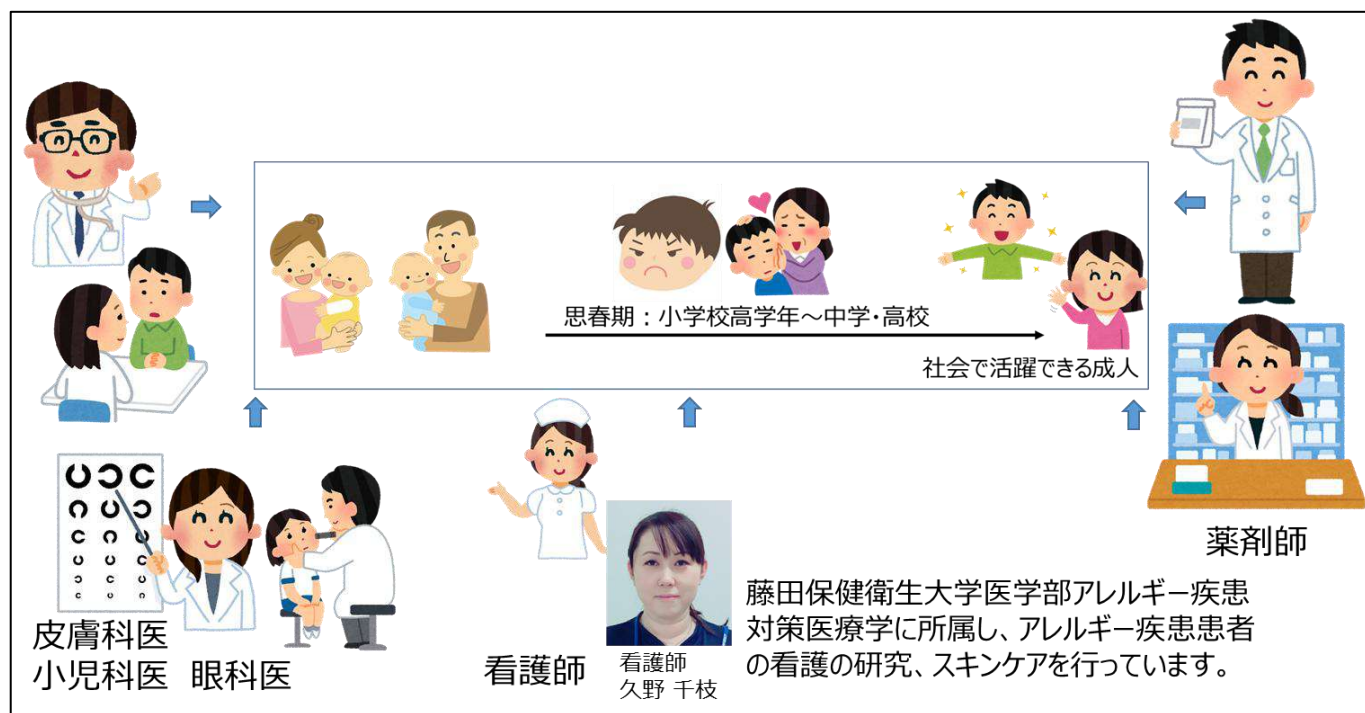 思春期：小学校高学年～中学・高校
社会で活躍できる成人
皮膚科医
小児科医 眼科医
看護師
看護師
久野 千枝
藤田保健衛生大学医学部アレルギー疾患
対策医療学に所属し、アレルギー疾患患者
の看護の研究、スキンケアを行っています。
薬剤師